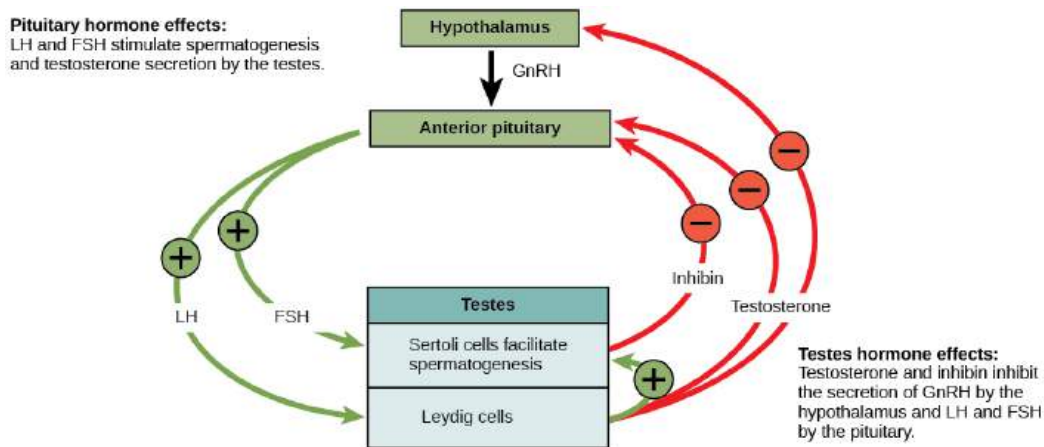 Pituitary hormone effects:
LH and FSH stimulate spermatogenesis
and testosterone secretion by the testes.
Hypothalamus
GnRH
Anterior pituitary
+
+
−
−
−
LH
FSH
Inhibin
Testosterone
Testes
Sertoli cells facilitate
spermatogenesis
+
Leydig cells
Testes hormone effects:
Testosterone and inhibin inhibit
the secretion of GnRH by the
hypothalamus and LH and FSH
by the pituitary.